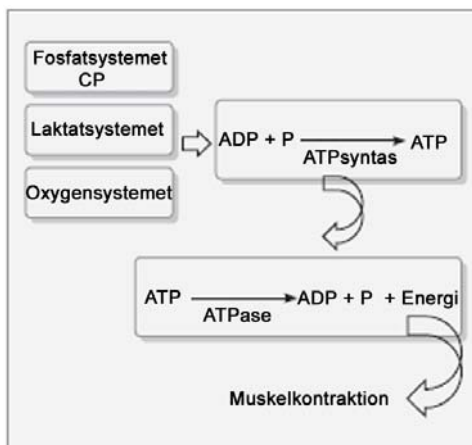 Fosfatsystemet
CP
Laktatsystemet
Oxygensystemet
ADP + P ATP
ATPsyntas
ATP ADP + P + Energi
ATPase
Muskelkontraktion